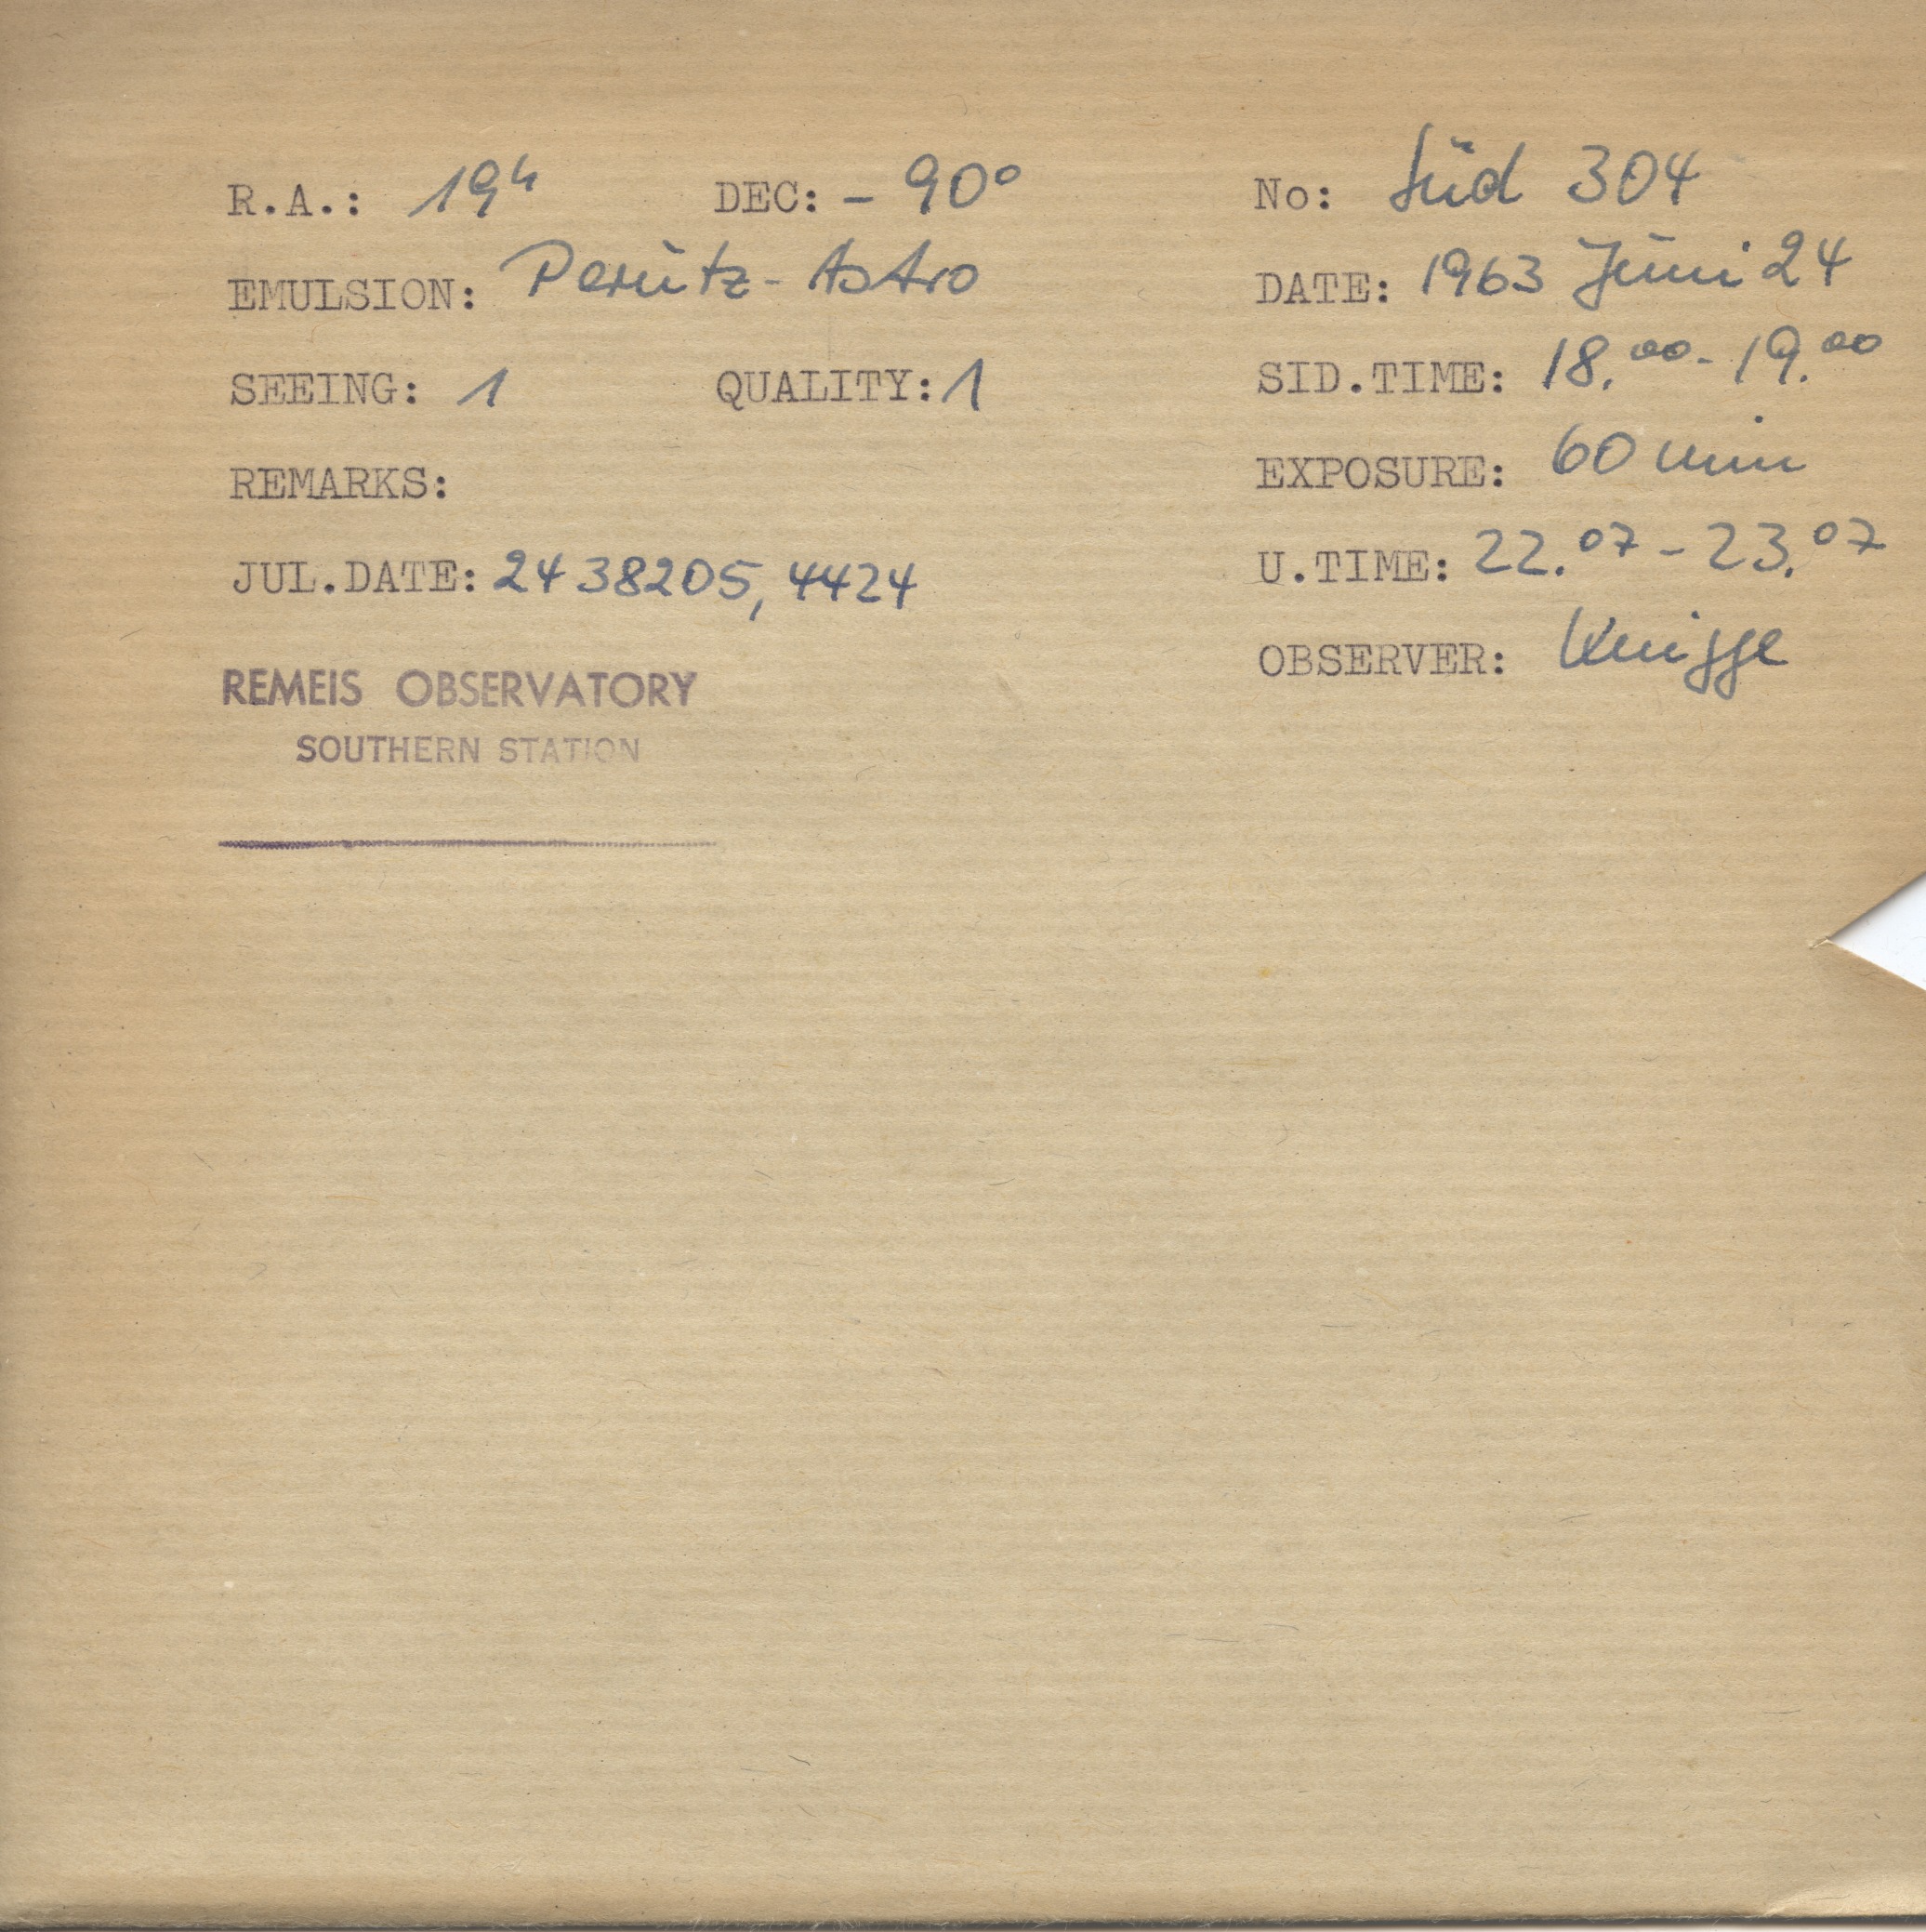 R.A.: 19h DEC: - 90° No: Süd 304
EMULSION: Perutz-Astro DATE: 1963 Juni 24
SEEING: 1 QUALITY: 1 SID.TIME: 18.00-19.00
REMARKS: EXPOSURE: 60 min
JUL.DATE: 2438205,4424 U.TIME: 22.07-23.07
OBSERVER: Knigge
REMEIS OBSERVATORY
SOUTHERN STATION